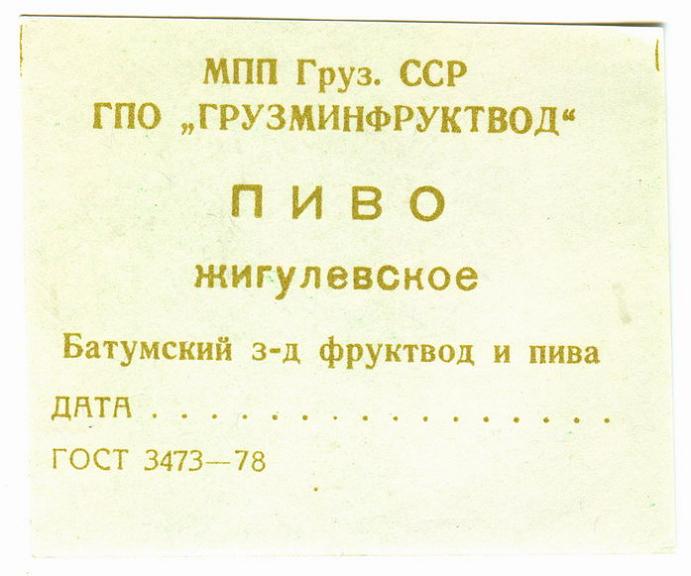 МПП Груз. ССР
ГПО „ГРУЗМИНФРУКТВОД“
ПИВО
жигулевское
Батумский з-д фруктвод и пива
ДАТА . . . . . . . . . . . . . . . .
ГОСТ 3473—78